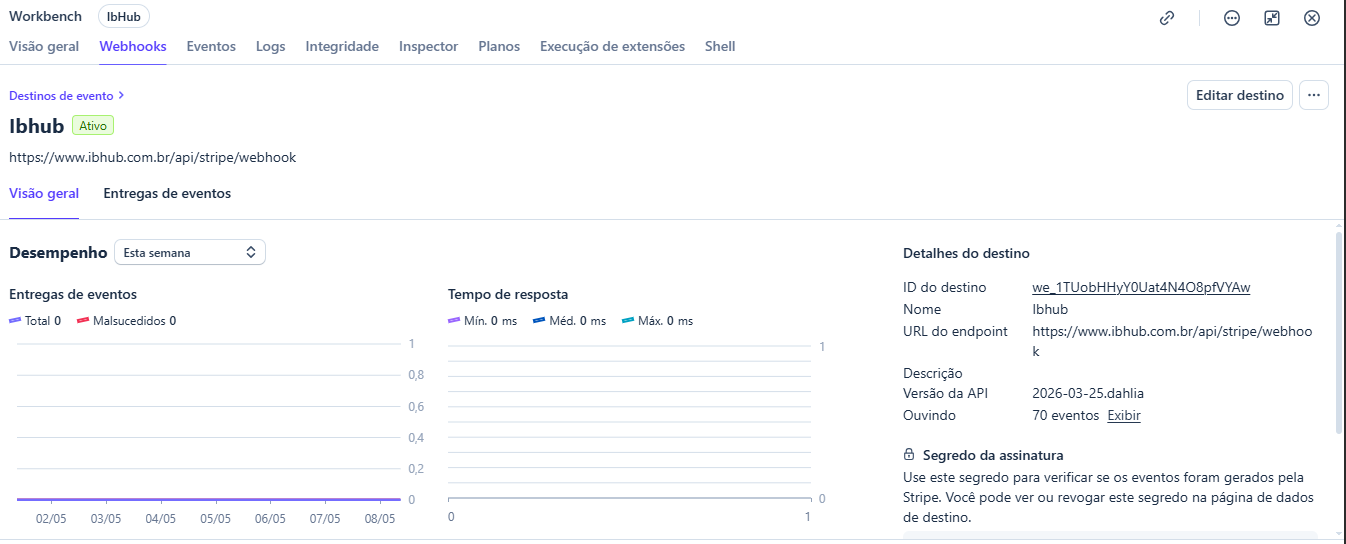 Workbench IbHub
Visão geral Webhooks Eventos Logs Integridade Inspector Planos Execução de extensões Shell
Destinos de evento
Editar destino
Ibhub Ativo
https://www.ibhub.com.br/api/stripe/webhook
Visão geral Entregas de eventos
Desempenho Esta semana
Entregas de eventos
Total 0 Malsucedidos 0
1
0,8
0,6
0,4
0,2
0
02/05 03/05 04/05 05/05 06/05 07/05 08/05
Tempo de resposta
Mín. 0 ms Méd. 0 ms Máx. 0 ms
1
0
0 1
Detalhes do destino
ID do destino we_1TUobHHyY0Uat4N4O8pfVYAw
Nome Ibhub
URL do endpoint https://www.ibhub.com.br/api/stripe/webhoo
k
Descrição
Versão da API 2026-03-25.dahlia
Ouvindo 70 eventos Exibir
Segredo da assinatura
Use este segredo para verificar se os eventos foram gerados pela
Stripe. Você pode ver ou revogar este segredo na página de dados
de destino.